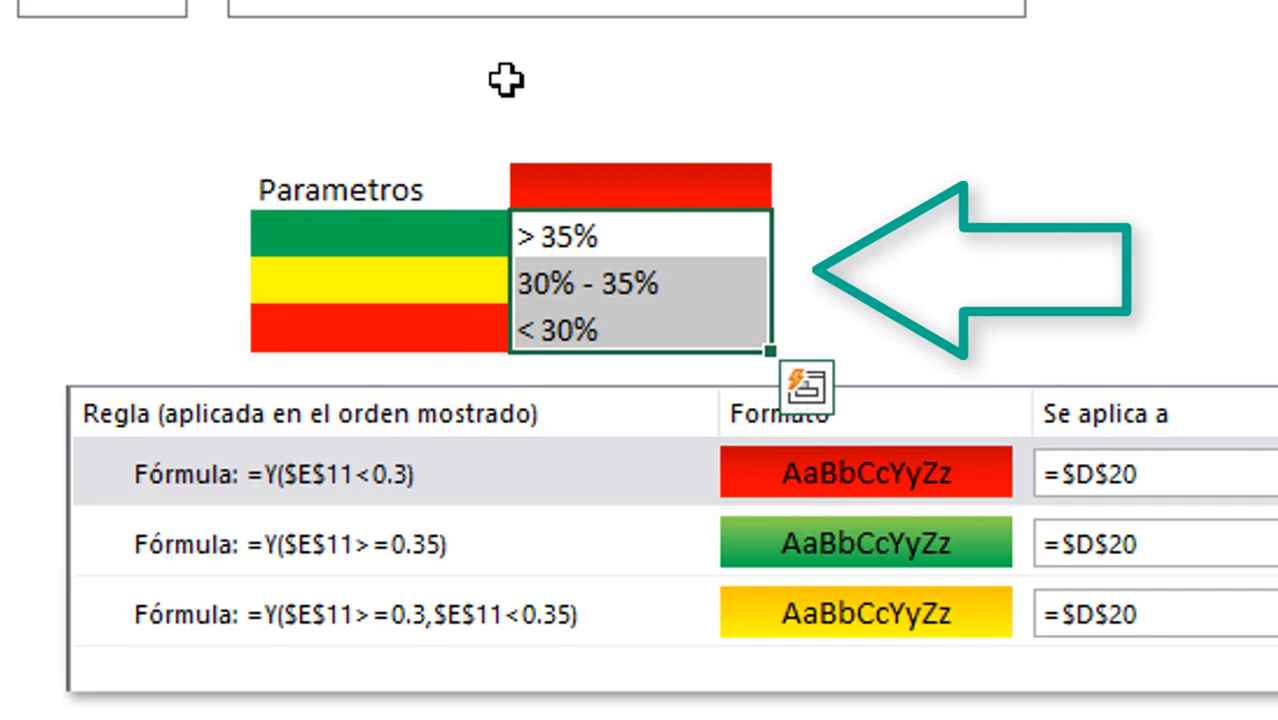 Parametros
> 35%
30% - 35%
< 30%
Regla (aplicada en el orden mostrado) Formato Se aplica a
Fórmula: =Y($E$11<0.3) AaBbCcYyZz =$D$20
Fórmula: =Y($E$11>=0.35) AaBbCcYyZz =$D$20
Fórmula: =Y($E$11>=0.3,$E$11<0.35) AaBbCcYyZz =$D$20